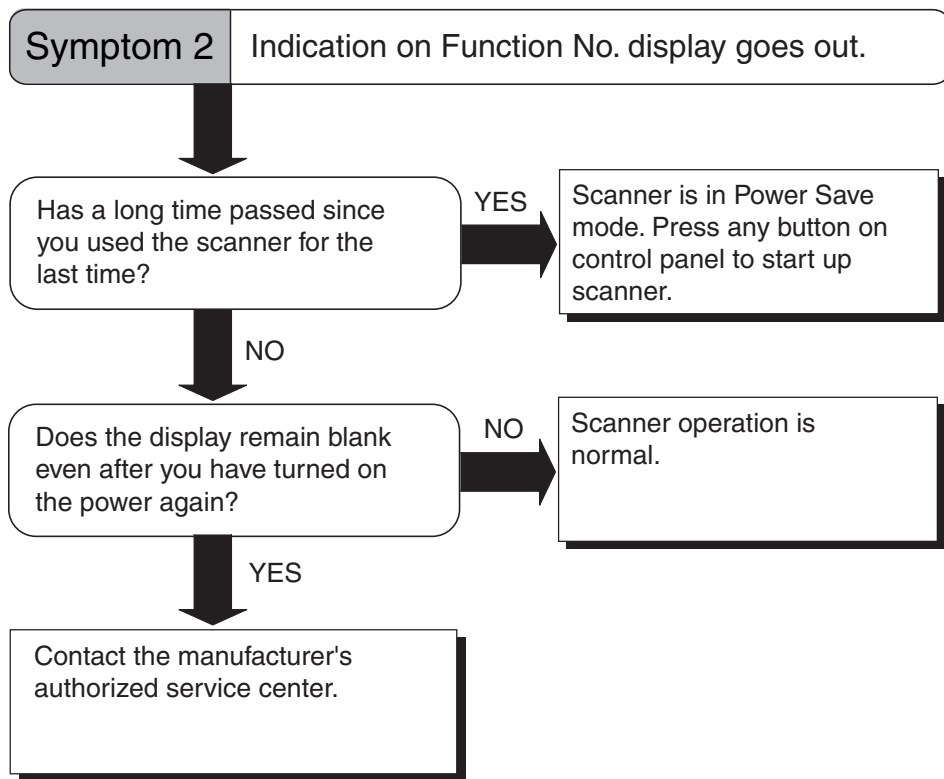 Symptom 2 Indication on Function No. display goes out.
Has a long time passed since
you used the scanner for the
last time?
YES
Scanner is in Power Save
mode. Press any button on
control panel to start up
scanner.
NO
Does the display remain blank
even after you have turned on
the power again?
NO
Scanner operation is
normal.
YES
Contact the manufacturer's
authorized service center.